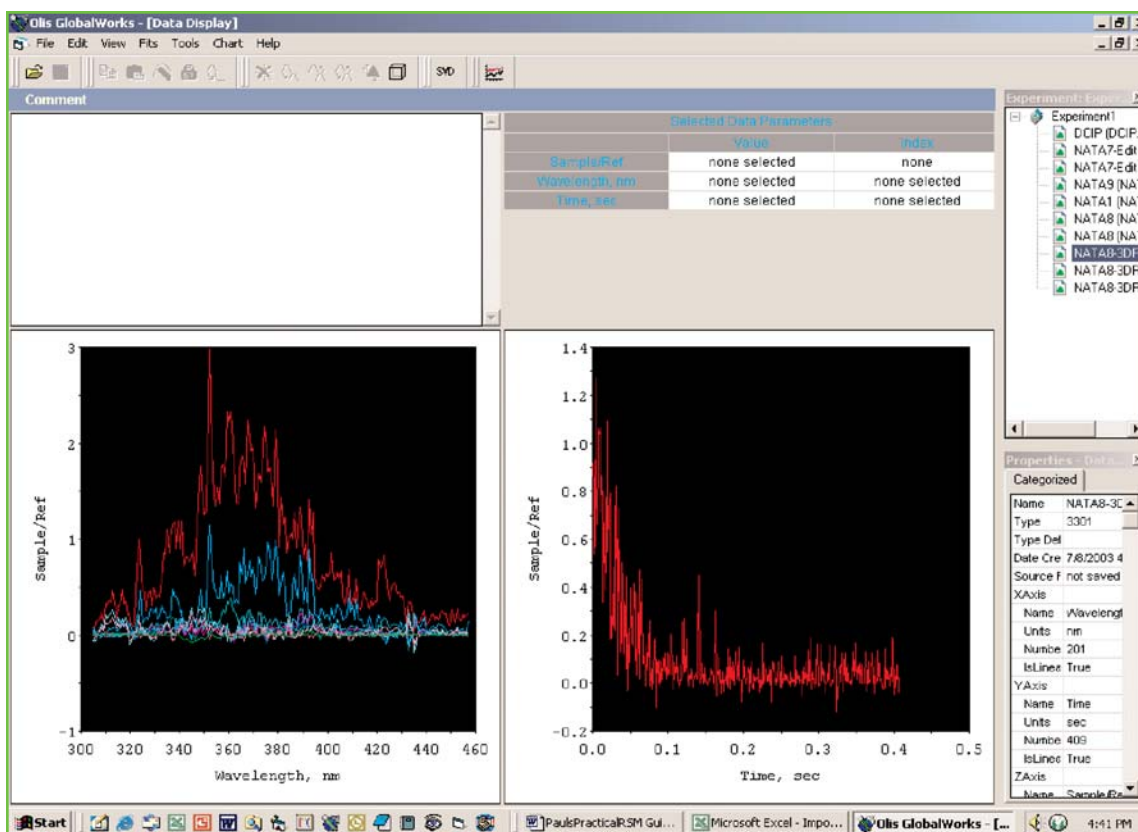 Olis GlobalWorks - [Data Display]
File Edit View Fits Tools Chart Help
SVD
Comment
Selected Data Parameters
Value Index
Sample/Ref none selected none
Wavelength, nm none selected none selected
Time, sec none selected none selected
Experiment: Exper
Experiment1
DCIP (DCIP.
NATA7-Edit
NATA7-Edit
NATA9 (NAT
NATA1 (NAT
NATA8 (NAT
NATA8 (NAT
NATA8-3DF
NATA8-3DF
NATA8-3DF
3
2
1
0
-1
Sample/Ref
300 320 340 360 380 400 420 440 460
Wavelength, nm
1.4
1.2
1.0
0.8
0.6
0.4
0.2
0.0
-0.2
Sample/Ref
0.0 0.1 0.2 0.3 0.4 0.5
Time, sec
Properties - Data...
Categorized
Name NATA8-3D
Type 3301
Type Del
Date Cre 7/8/2003 4
Source F not saved
XAxis
Name Wavelengt
Units nm
Numbe 201
IsLinea True
YAxis
Name Time
Units sec
Numbe 409
IsLinea True
ZAxis
Name Sample/Re
Start
PaulsPracticalRSM Gui...
Microsoft Excel - Impo...
Olis GlobalWorks - [...
4:41 PM